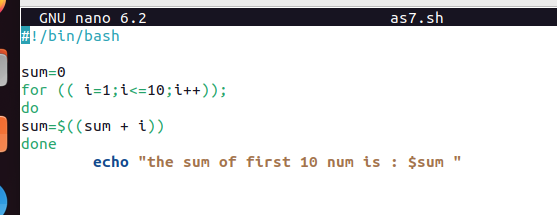 GNU nano 6.2 as7.sh
#!/bin/bash
sum=0
for (( i=1;i<=10;i++));
do
sum=$((sum + i))
done
echo "the sum of first 10 num is : $sum "